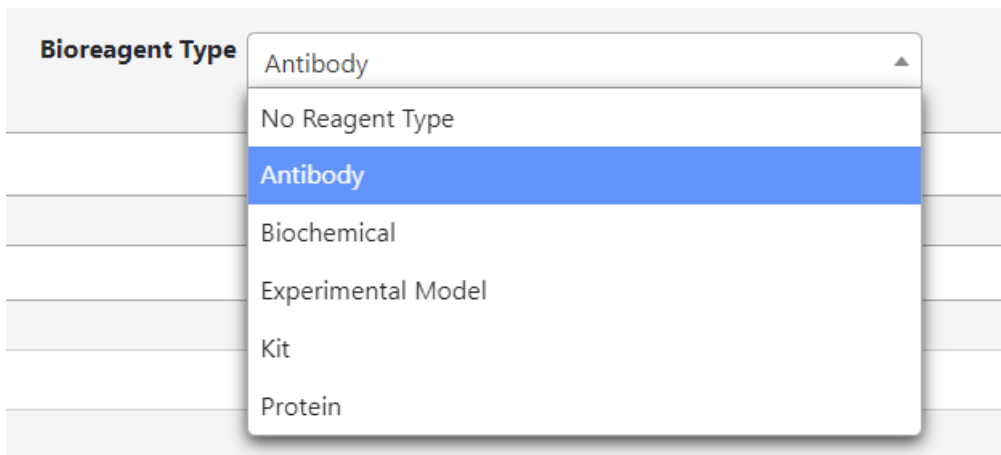 Bioreagent Type
Antibody
No Reagent Type
Antibody
Biochemical
Experimental Model
Kit
Protein